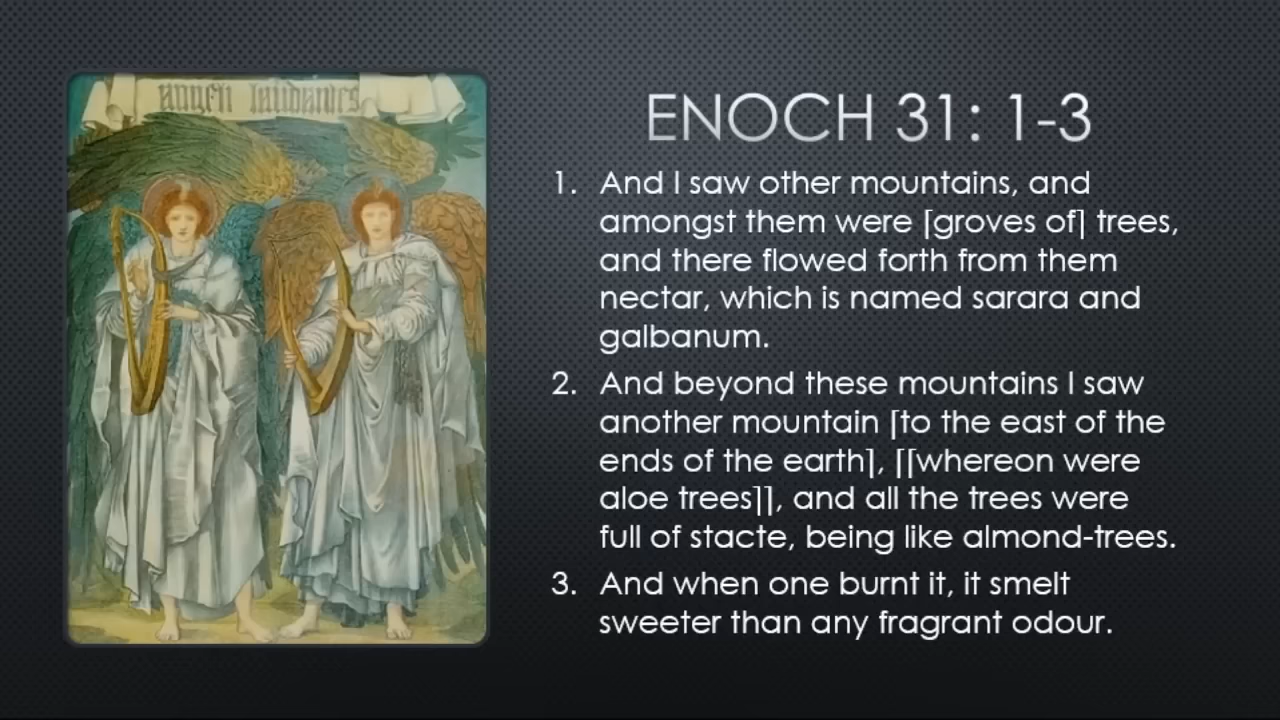 angeli laudantes
ENOCH 31: 1-3
1. And I saw other mountains, and
amongst them were [groves of] trees,
and there flowed forth from them
nectar, which is named sarara and
galbanum.
2. And beyond these mountains I saw
another mountain [to the east of the
ends of the earth], [[whereon were
aloe trees]], and all the trees were
full of stacte, being like almond-trees.
3. And when one burnt it, it smelt
sweeter than any fragrant odour.